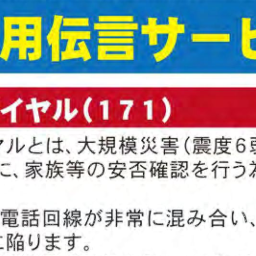 用伝言サービ
イヤル（171）
ヤルとは、大規模災害（震度6弱
に、家族等の安否確認を行う
電話回線が非常に混み合い、
に陥ります。